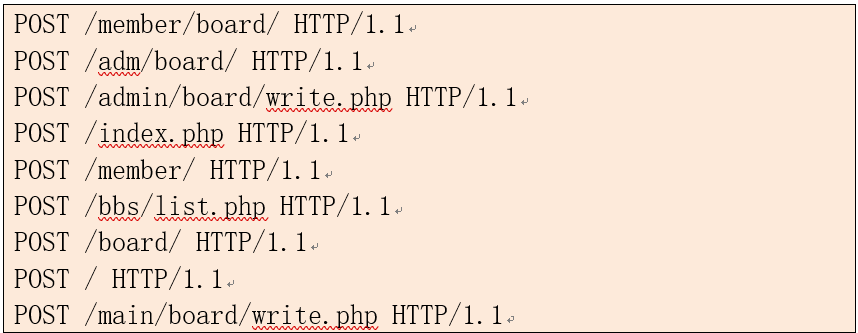 POST /member/board/ HTTP/1.1
POST /adm/board/ HTTP/1.1
POST /admin/board/write.php HTTP/1.1
POST /index.php HTTP/1.1
POST /member/ HTTP/1.1
POST /bbs/list.php HTTP/1.1
POST /board/ HTTP/1.1
POST / HTTP/1.1
POST /main/board/write.php HTTP/1.1